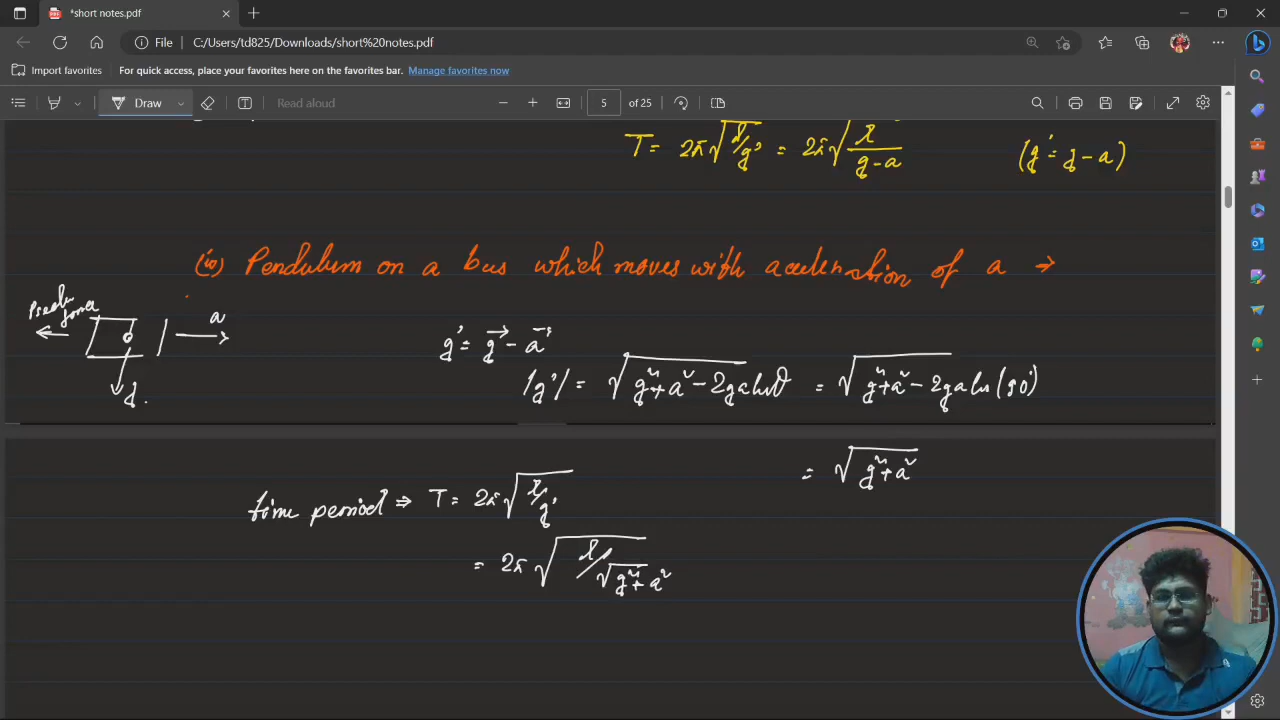 *short notes.pdf
File C:/Users/td825/Downloads/short%20notes.pdf
Import favorites For quick access, place your favorites here on the favorites bar. Manage favorites now
Draw Read aloud 5 of 25
T = 2π√l/g' = 2π√l/(g-a) (g' = g-a)
(iv) Pendulum on a bus which moves with acceleration of a →
Pseudo force
a
g' = g⃗ - a⃗
g.
|g'| = √g²+a²-2ga cosθ = √g²+a²-2ga cos(90°)
= √g²+a²
time period ⇒ T = 2π√l/g'
= 2π√l/√g²+a²